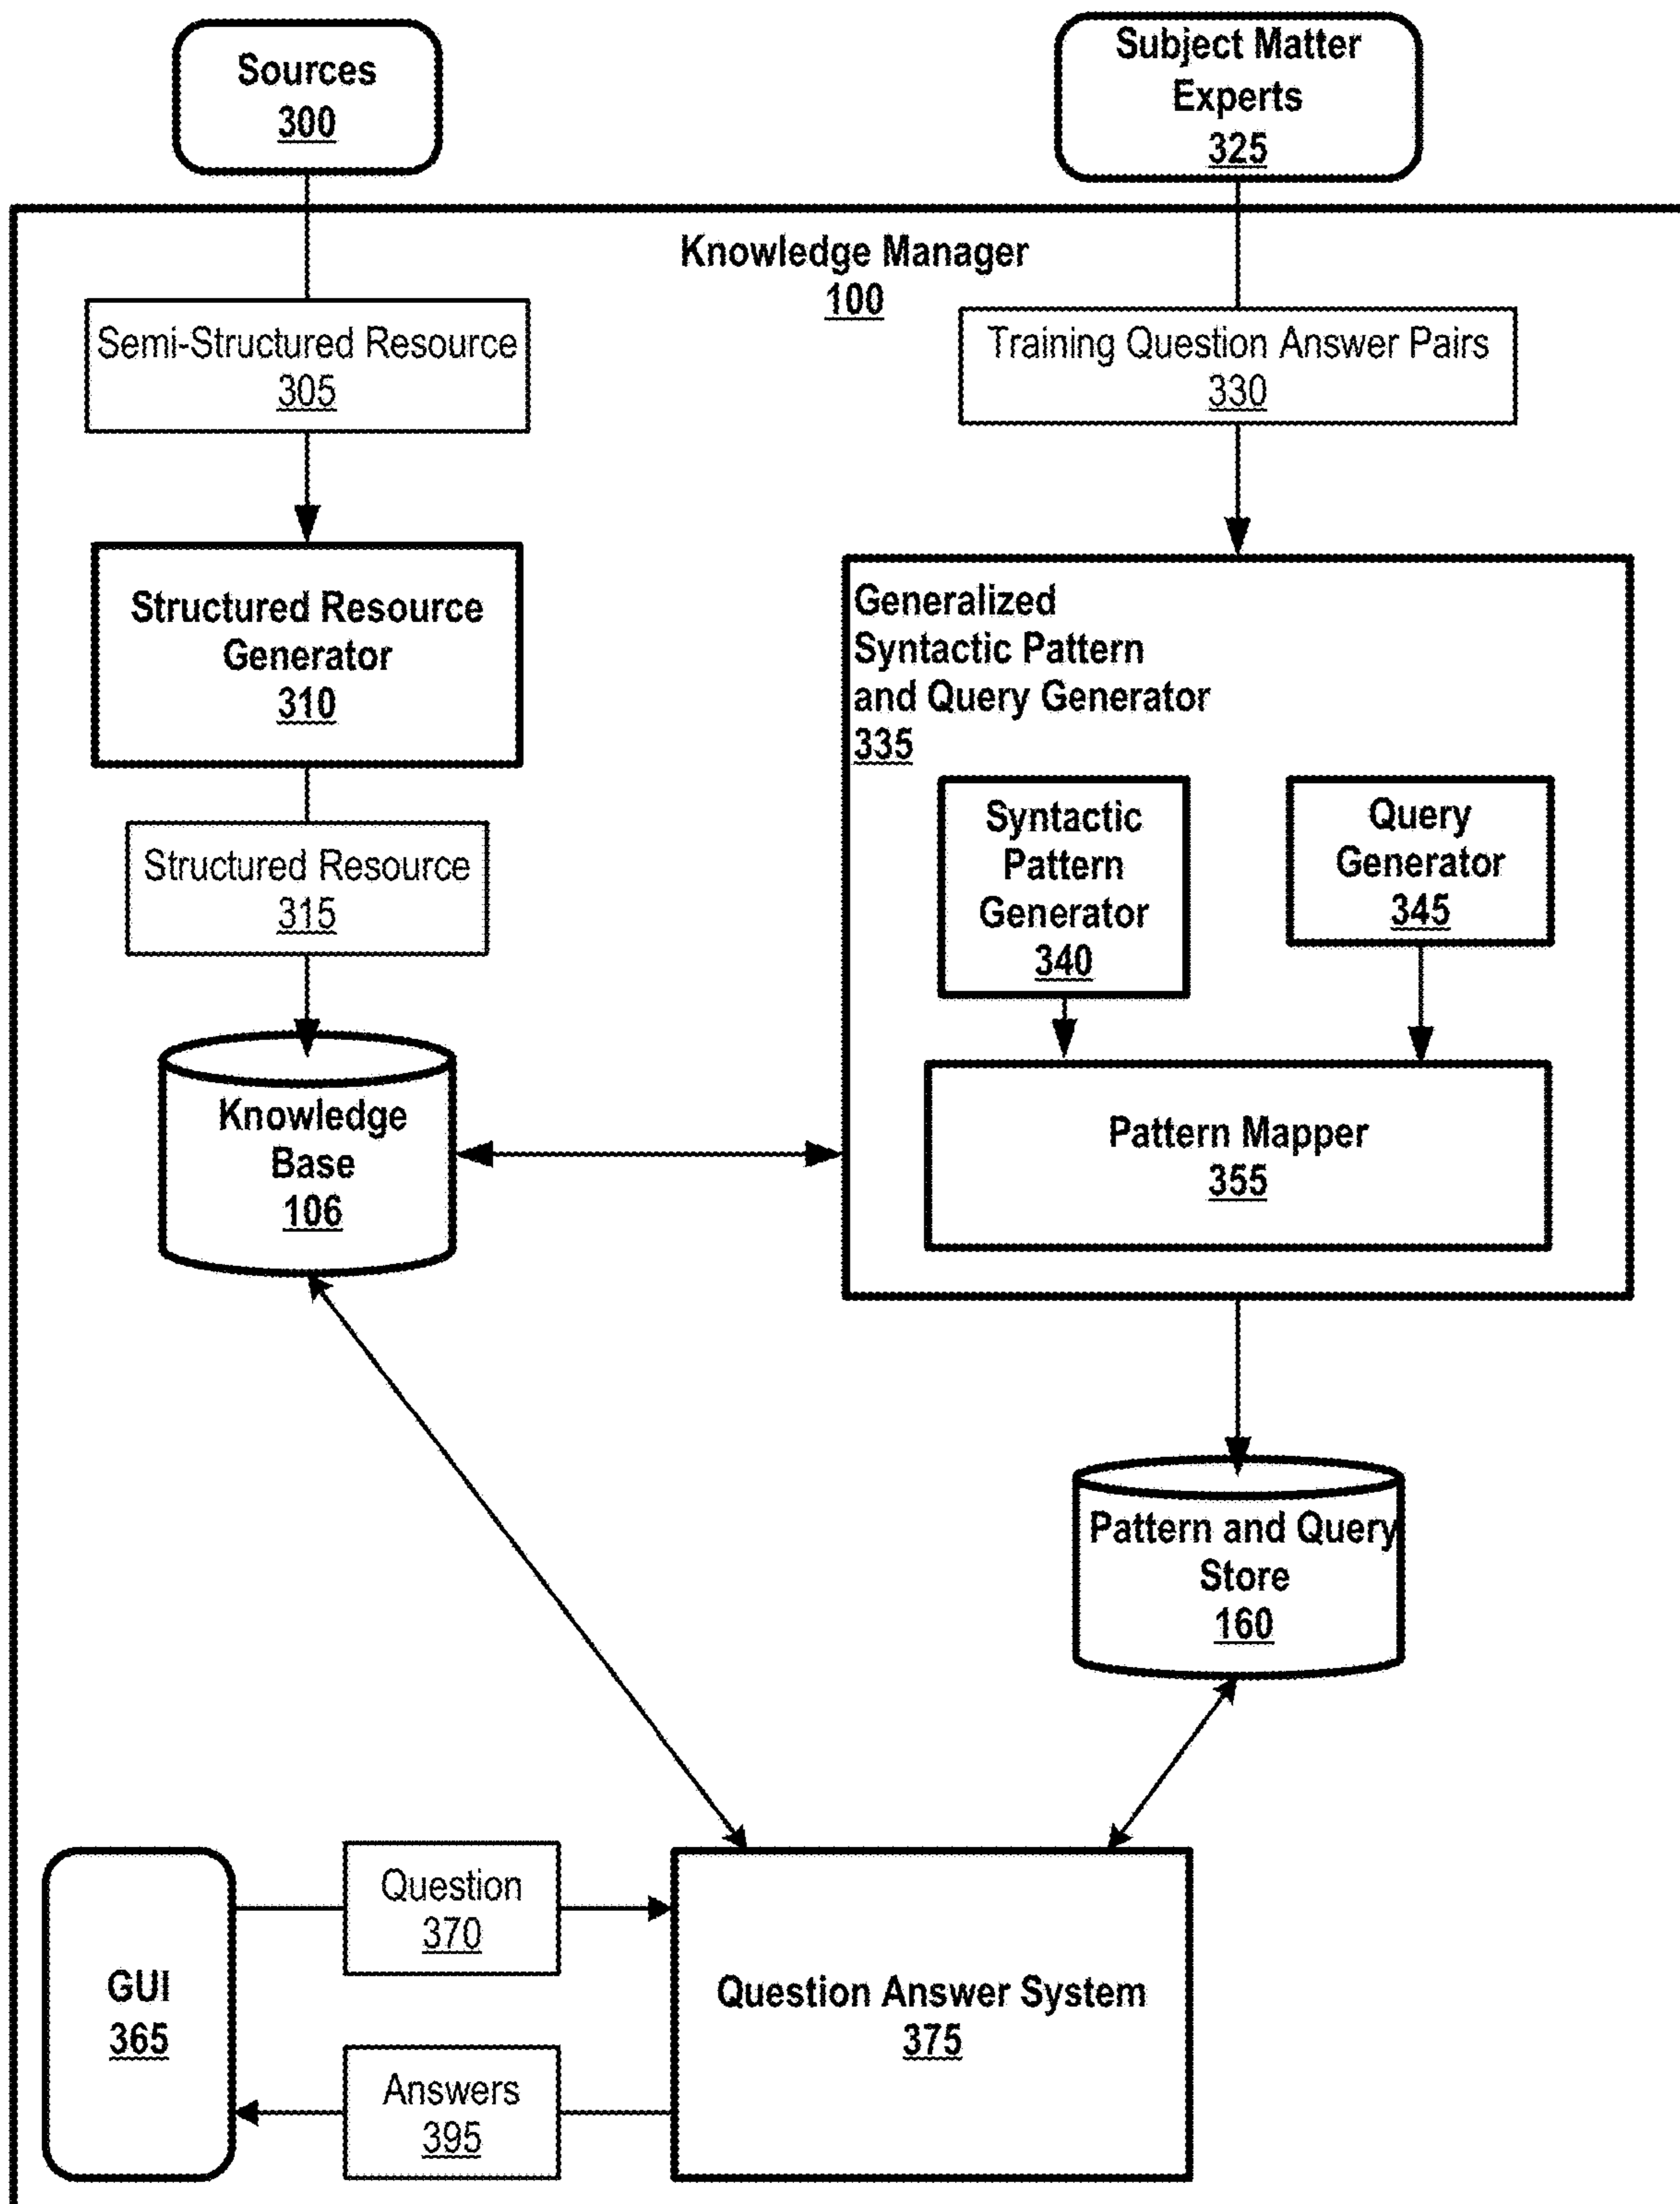 Sources
300
Subject Matter
Experts
325
Knowledge Manager
100
Semi-Structured Resource
305
Training Question Answer Pairs
330
Structured Resource
Generator
310
Generalized
Syntactic Pattern
and Query Generator
335
Structured Resource
315
Syntactic
Pattern
Generator
340
Query
Generator
345
Knowledge
Base
106
Pattern Mapper
355
Pattern and Query
Store
160
GUI
365
Question
370
Answers
395
Question Answer System
375